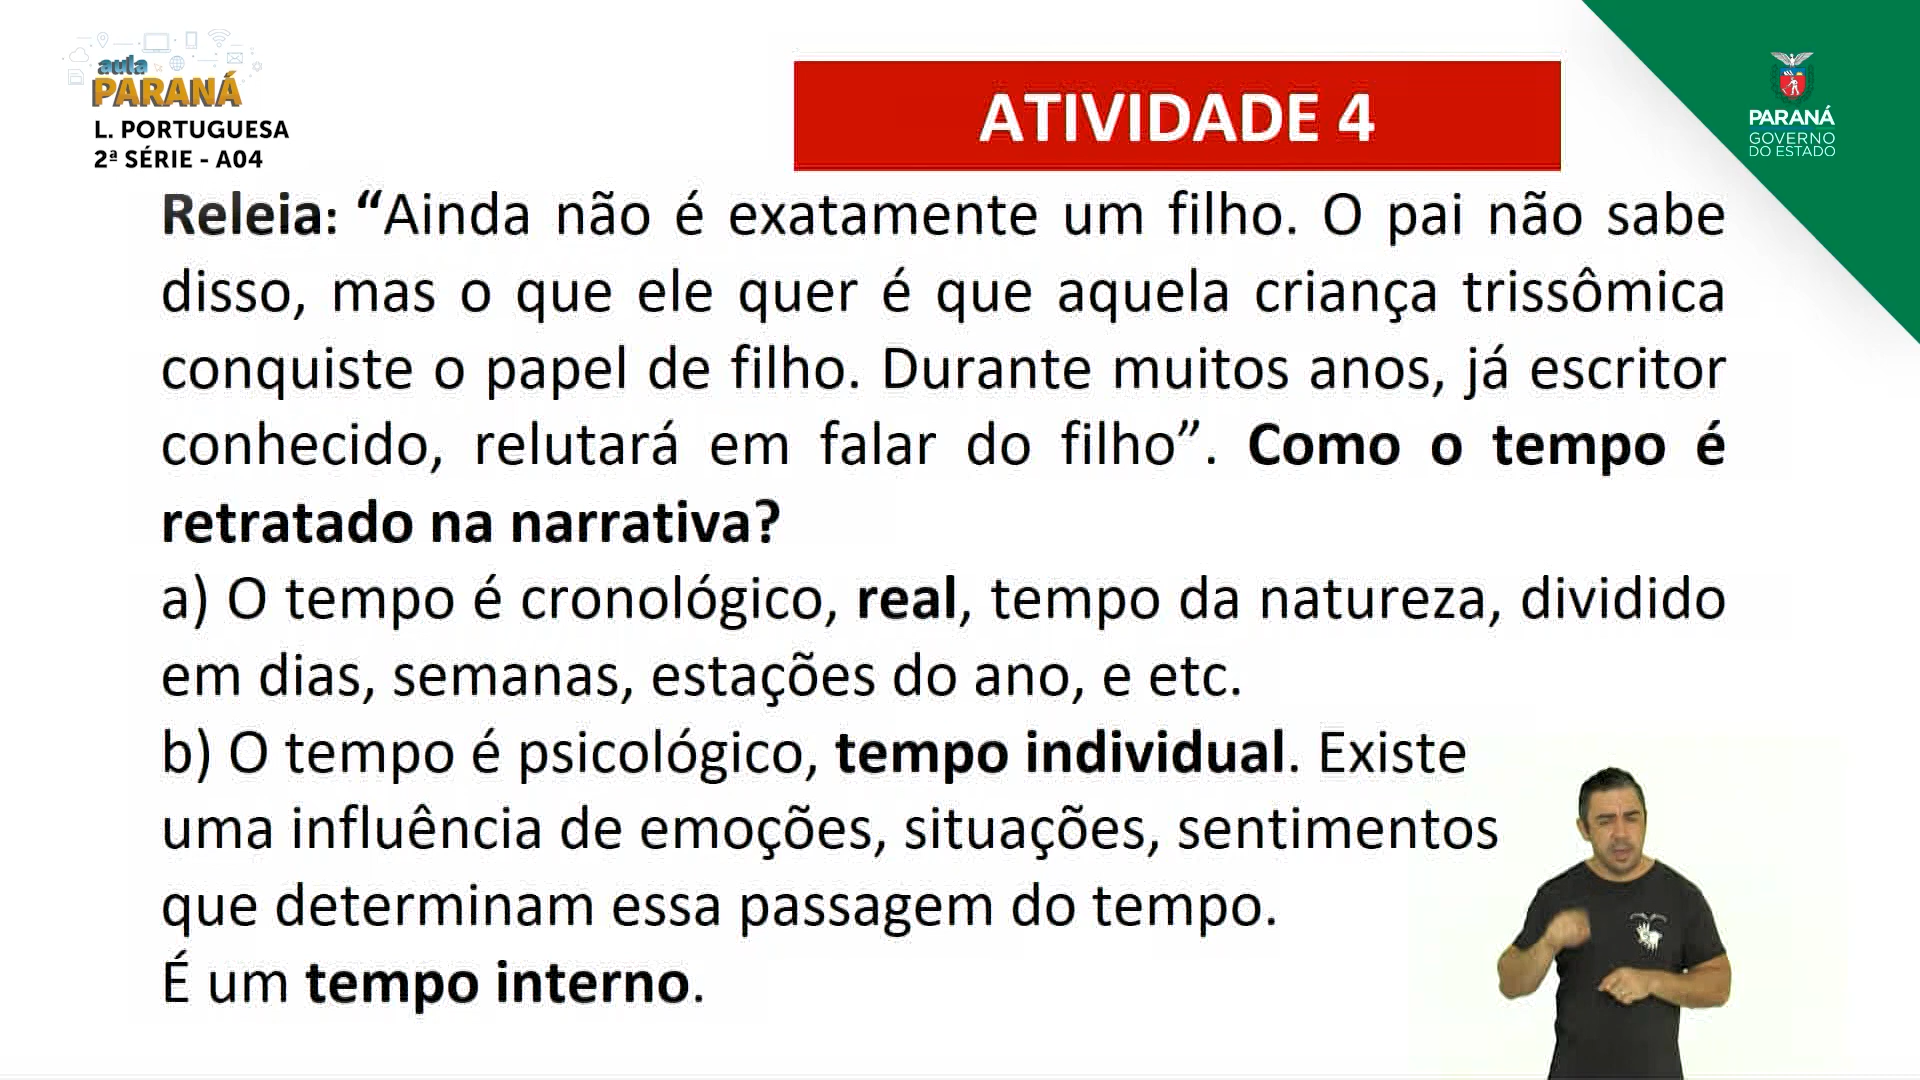 aula
PARANÁ
L. PORTUGUESA
2ª SÉRIE - A04
ATIVIDADE 4
PARANÁ
GOVERNO
DO ESTADO
Releia: “Ainda não é exatamente um filho. O pai não sabe
disso, mas o que ele quer é que aquela criança trissômica
conquiste o papel de filho. Durante muitos anos, já escritor
conhecido, relutará em falar do filho”. Como o tempo é
retratado na narrativa?
a) O tempo é cronológico, real, tempo da natureza, dividido
em dias, semanas, estações do ano, e etc.
b) O tempo é psicológico, tempo individual. Existe
uma influência de emoções, situações, sentimentos
que determinam essa passagem do tempo.
É um tempo interno.